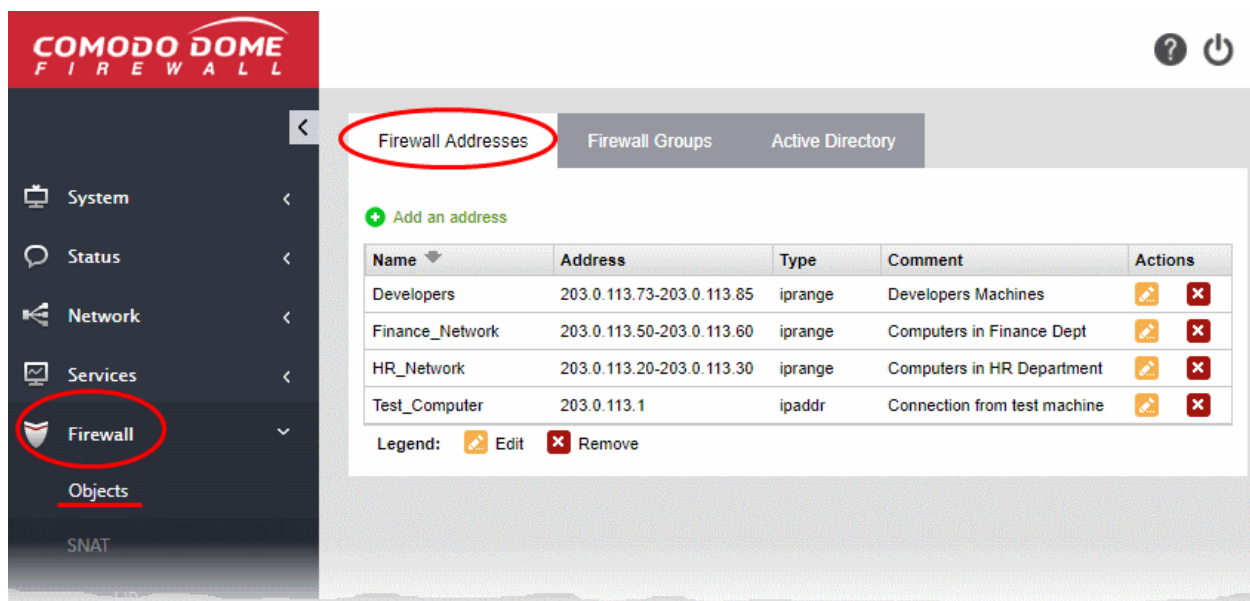 COMODO DOME
FIREWALL
System
Status
Network
Services
Firewall
Objects
SNAT
Firewall Addresses
Firewall Groups
Active Directory
Add an address
Name Address Type Comment Actions
Developers 203.0.113.73-203.0.113.85 iprange Developers Machines
Finance_Network 203.0.113.50-203.0.113.60 iprange Computers in Finance Dept
HR_Network 203.0.113.20-203.0.113.30 iprange Computers in HR Department
Test_Computer 203.0.113.1 ipaddr Connection from test machine
Legend: Edit Remove